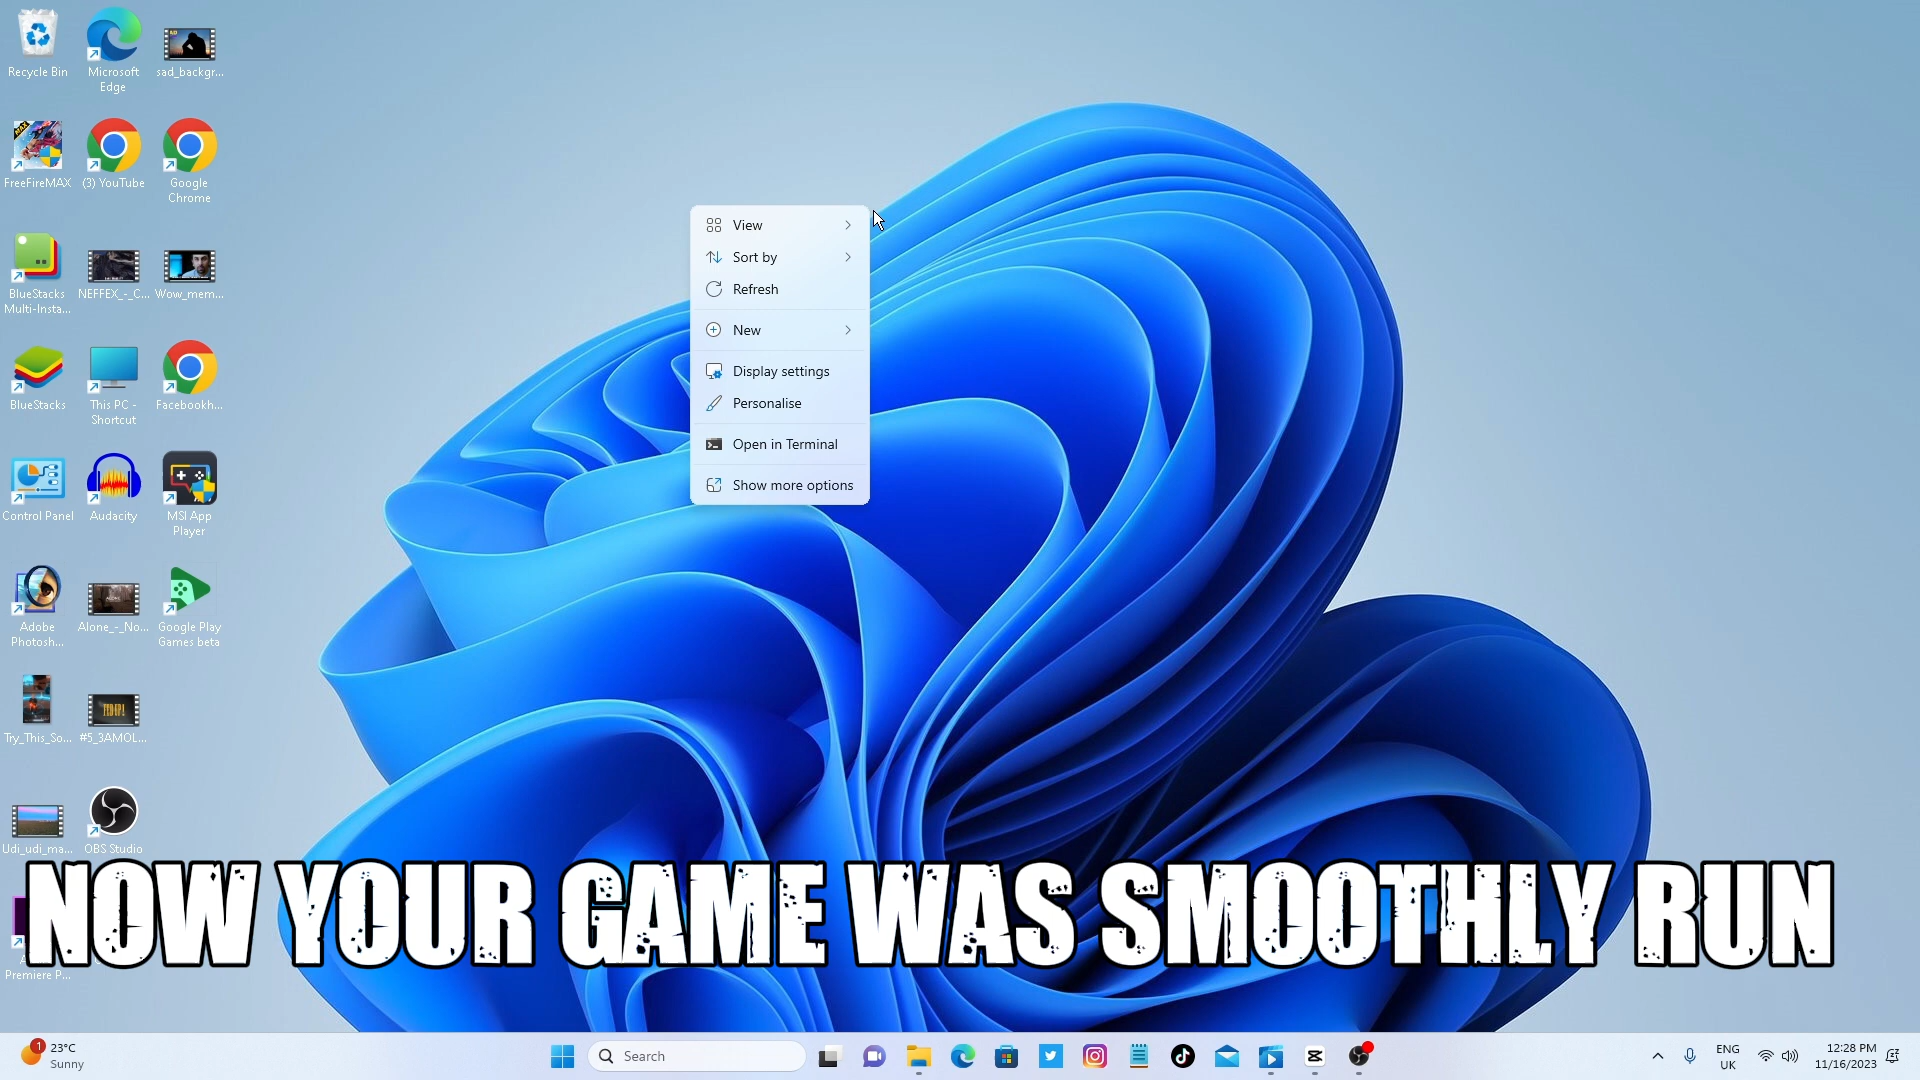 Recycle Bin
Microsoft
Edge
sad_backgr...
FreeFireMAX
(3) YouTube
Google
Chrome
BlueStacks
Multi-Insta...
NEFFEX_-_C...
Wow_mem...
BlueStacks
This PC -
Shortcut
Facebookh...
Control Panel
Audacity
MSI App
Player
Adobe
Photosh...
Alone_-_No...
Google Play
Games beta
Try_This_So...
#5_3AMOL...
Udi_udi_ma...
OBS Studio
Premiere P...
View
Sort by
Refresh
New
Display settings
Personalise
Open in Terminal
Show more options
NOW YOUR GAME WAS SMOOTHLY RUN
1
23°C
Sunny
Search
ENG
UK
12:28 PM
11/16/2023